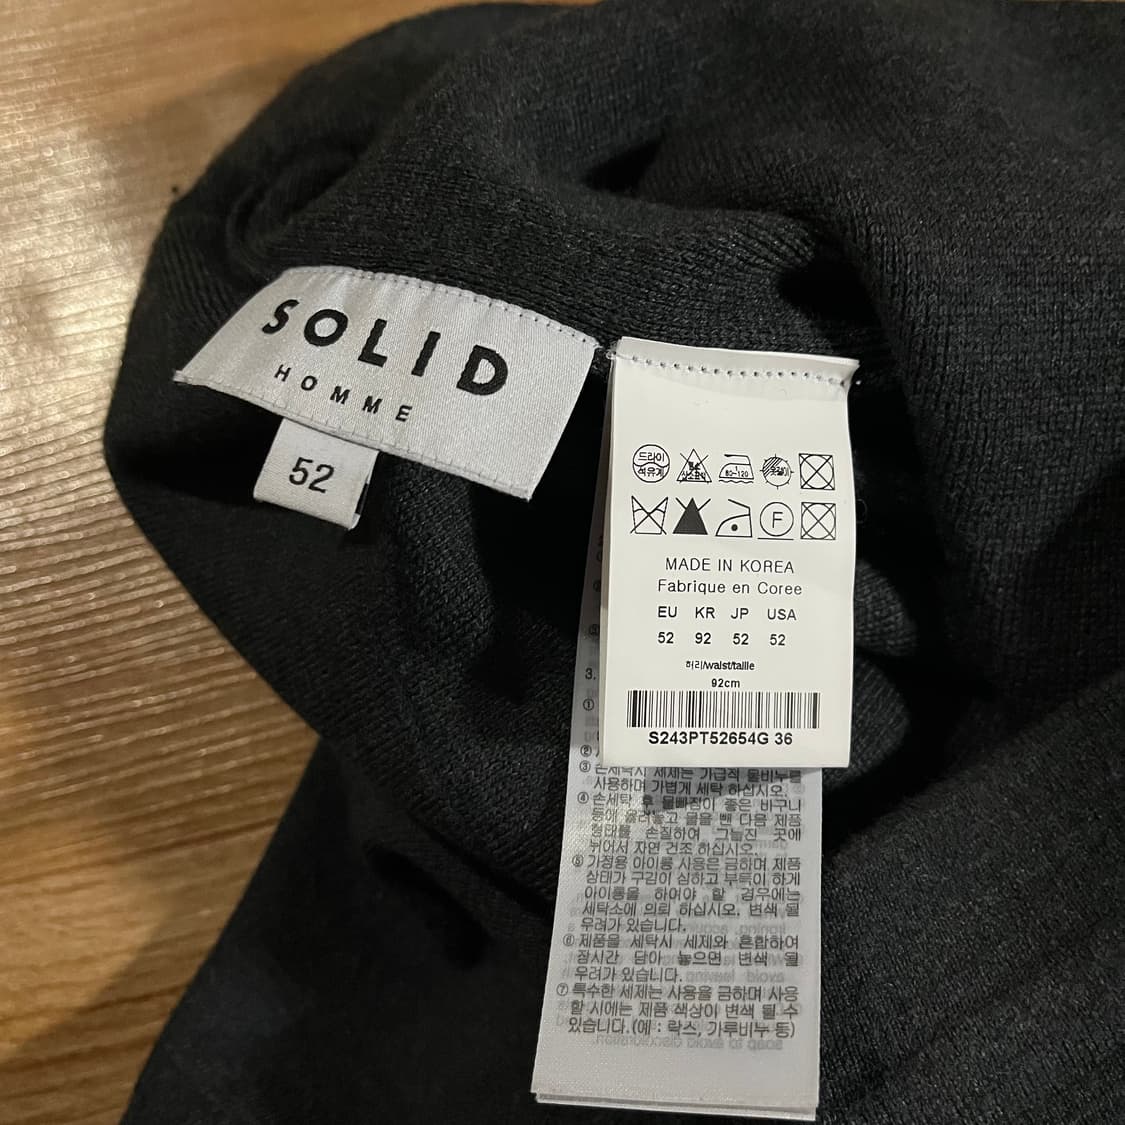 SOLID
HOMME
52
드라이
석유계
80~120
F
MADE IN KOREA
Fabrique en Coree
EU KR JP USA
52 92 52 52
허리/waist/taille
92cm
S243PT52654G 36
3.
①
②
③ 손세탁시 세제는 가급적 물비누를
사용하며 가볍게 세탁 하십시오.
④ 손세탁 후 물빠짐이 좋은 바구니
등에 올려놓고 물을 뺀 다음 제품
형태를 손질하여 그늘진 곳에
뉘어서 자연 건조 하십시오.
⑤ 가정용 아이롱 사용은 금하며 제품
상태가 구김이 심하고 부득이 하게
아이롱을 하여야 할 경우에는
세탁소에 의뢰 하십시오. 변색 될
우려가 있습니다.
⑥ 제품을 세탁시 세제와 혼합하여
장시간 담아 놓으면 변색 될
우려가 있습니다.
⑦ 특수한 세제는 사용을 금하며 사용
할 시에는 제품 색상이 변색 될 수
있습니다.(예 : 락스, 가루비누 등)